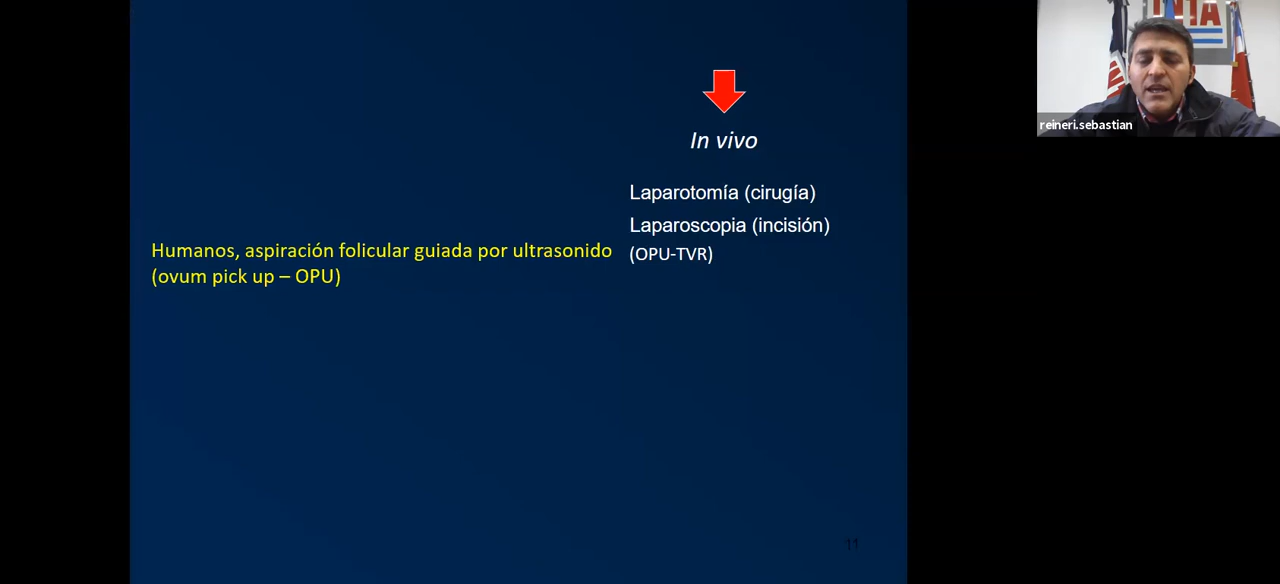 In vivo
Laparotomía (cirugía)
Laparoscopia (incisión)
(OPU-TVR)
Humanos, aspiración folicular guiada por ultrasonido
(ovum pick up – OPU)
11
reineri.sebastian